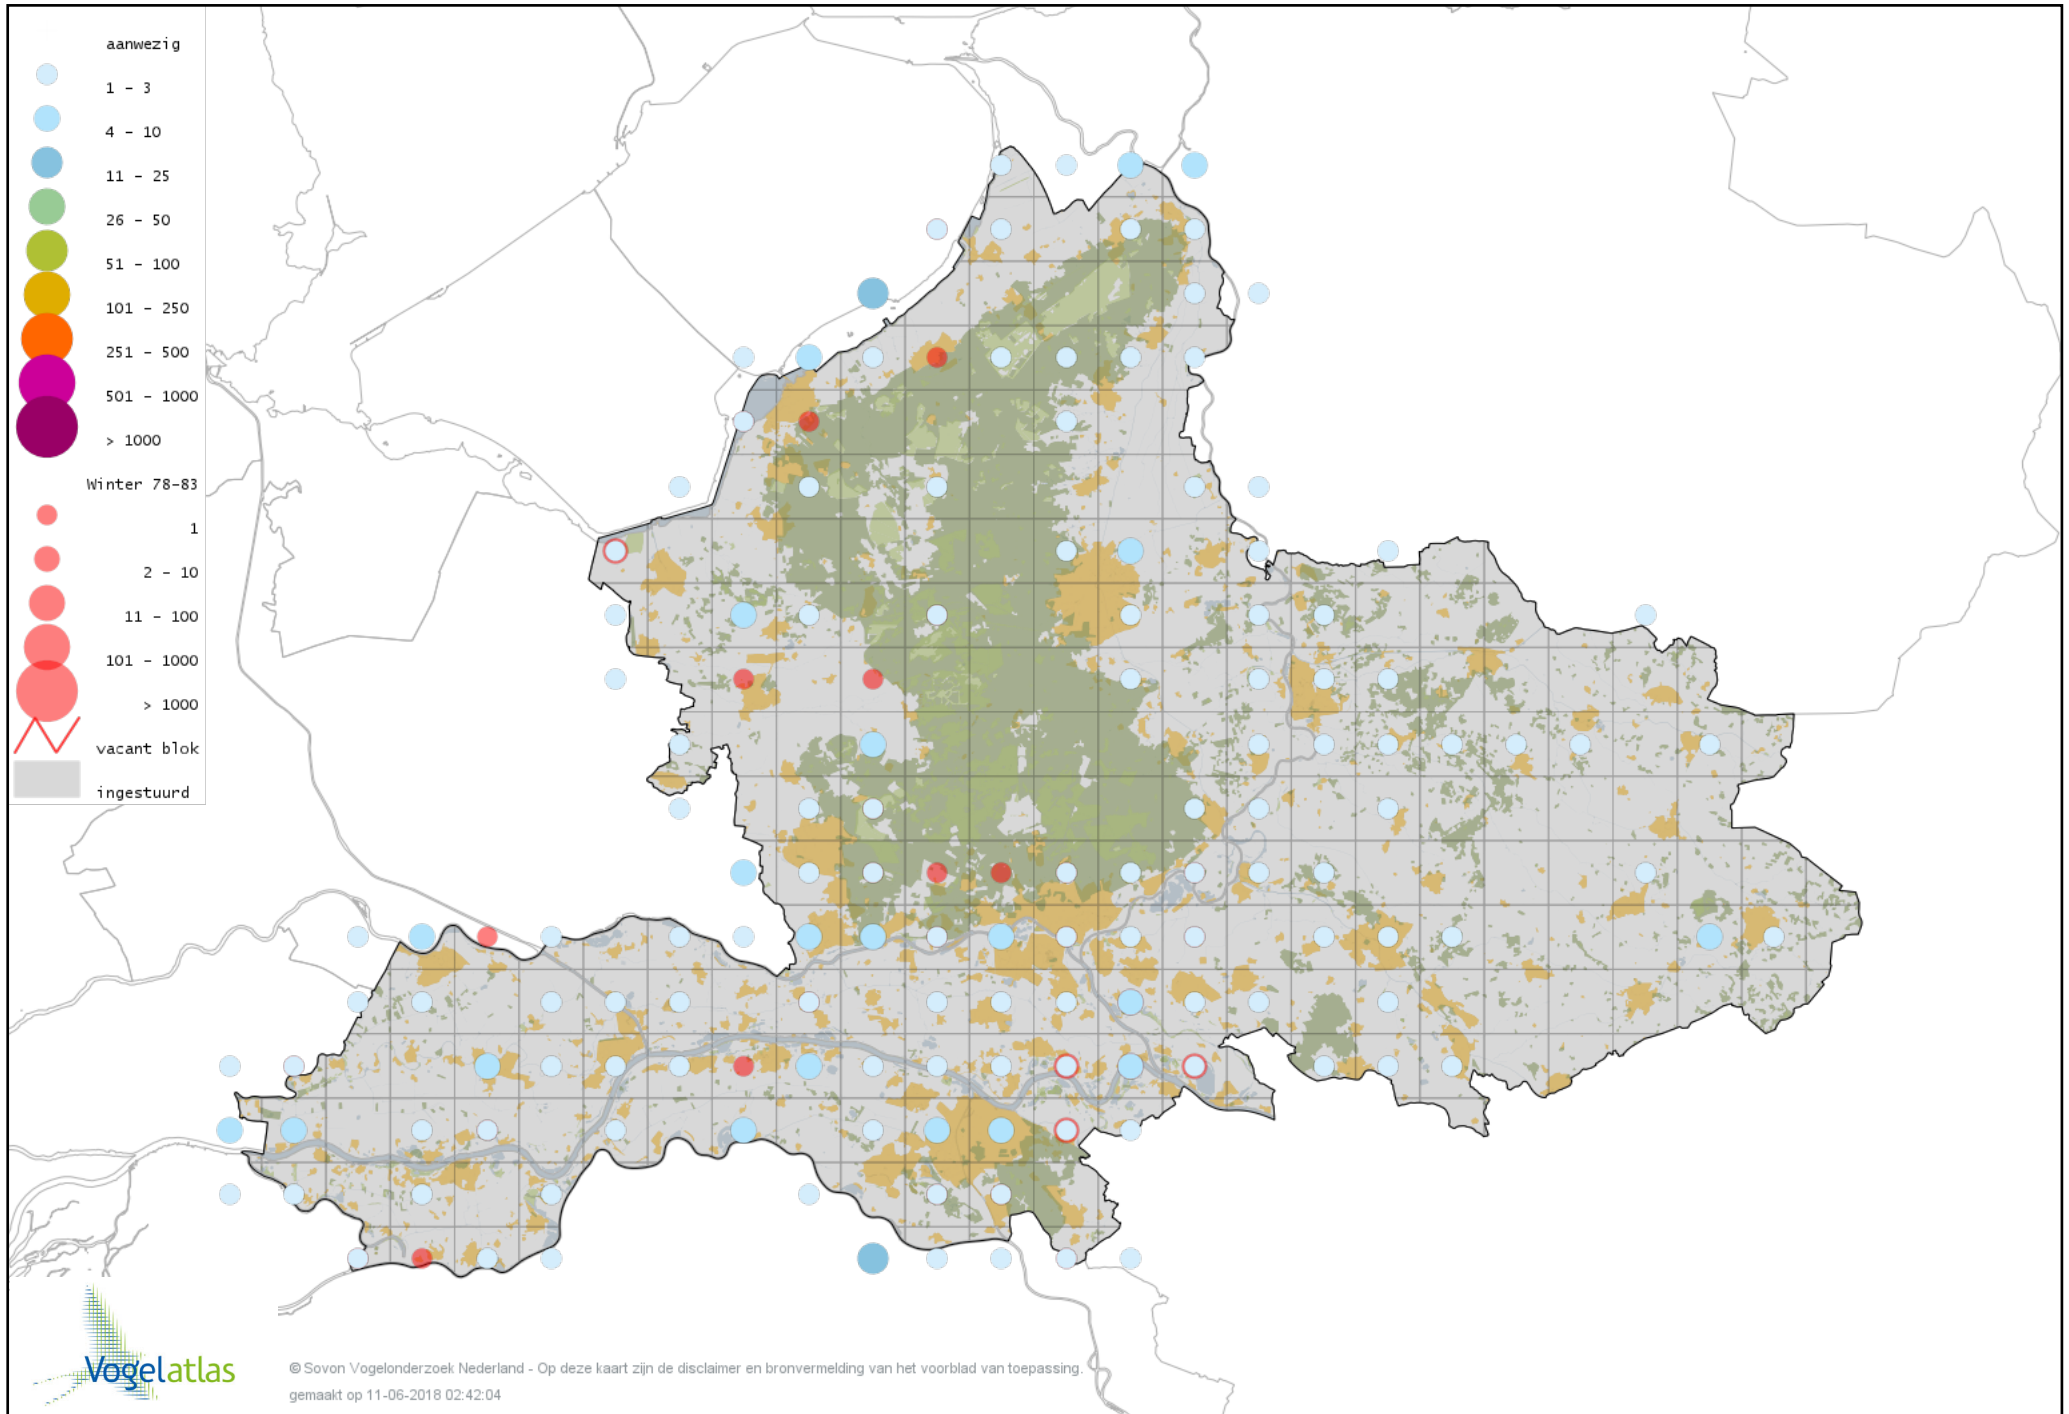 aanwezig
1 - 3
4 - 10
11 - 25
26 - 50
51 - 100
101 - 250
251 - 500
501 - 1000
> 1000
Winter 78-83
1
2 - 10
11 - 100
101 - 1000
> 1000
vacant blok
ingestuurd
Vogelatlas
© Sovon Vogelonderzoek Nederland - Op deze kaart zijn de disclaimer en bronvermelding van het voorblad van toepassing.
gemaakt op 11-06-2018 02:42:04